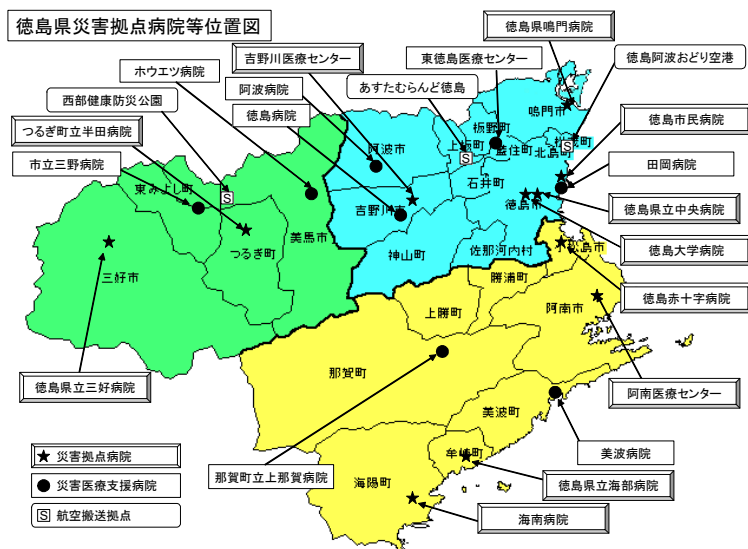 徳島県災害拠点病院等位置図
徳島県鳴門病院
吉野川医療センター
東徳島医療センター
徳島阿波おどり空港
ホウエツ病院
あすたむらんど徳島
阿波病院
西部健康防災公園
徳島病院
つるぎ町立半田病院
市立三野病院
徳島市民病院
田岡病院
徳島県立中央病院
徳島大学病院
徳島赤十字病院
阿南医療センター
美波病院
徳島県立海部病院
海南病院
那賀町立上那賀病院
徳島県立三好病院
鳴門市
板野町
松茂町
上板町
藍住町
北島町
阿波市
石井町
徳島市
吉野川市
東みよし町
美馬市
つるぎ町
三好市
神山町
佐那河内村
小松島市
勝浦町
上勝町
阿南市
那賀町
美波町
牟岐町
海陽町
S
S
S
★ 災害拠点病院
● 災害医療支援病院
S 航空搬送拠点